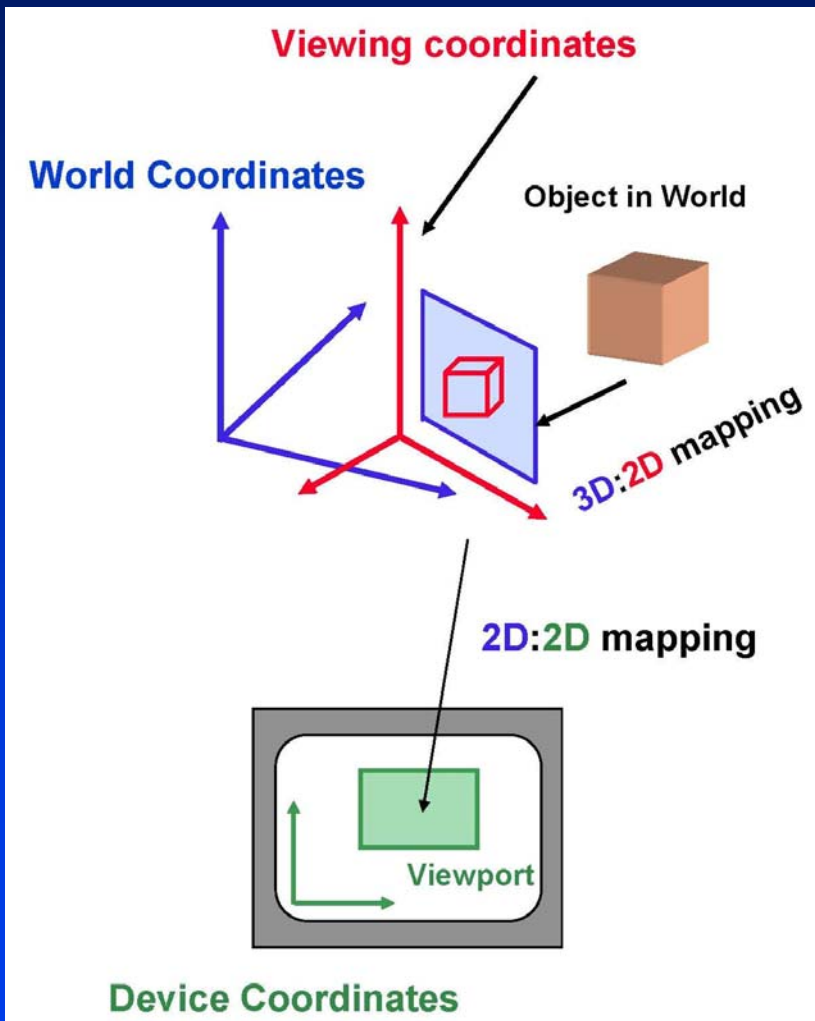 Viewing coordinates
World Coordinates
Object in World
3D:2D mapping
2D:2D mapping
Viewport
Device Coordinates